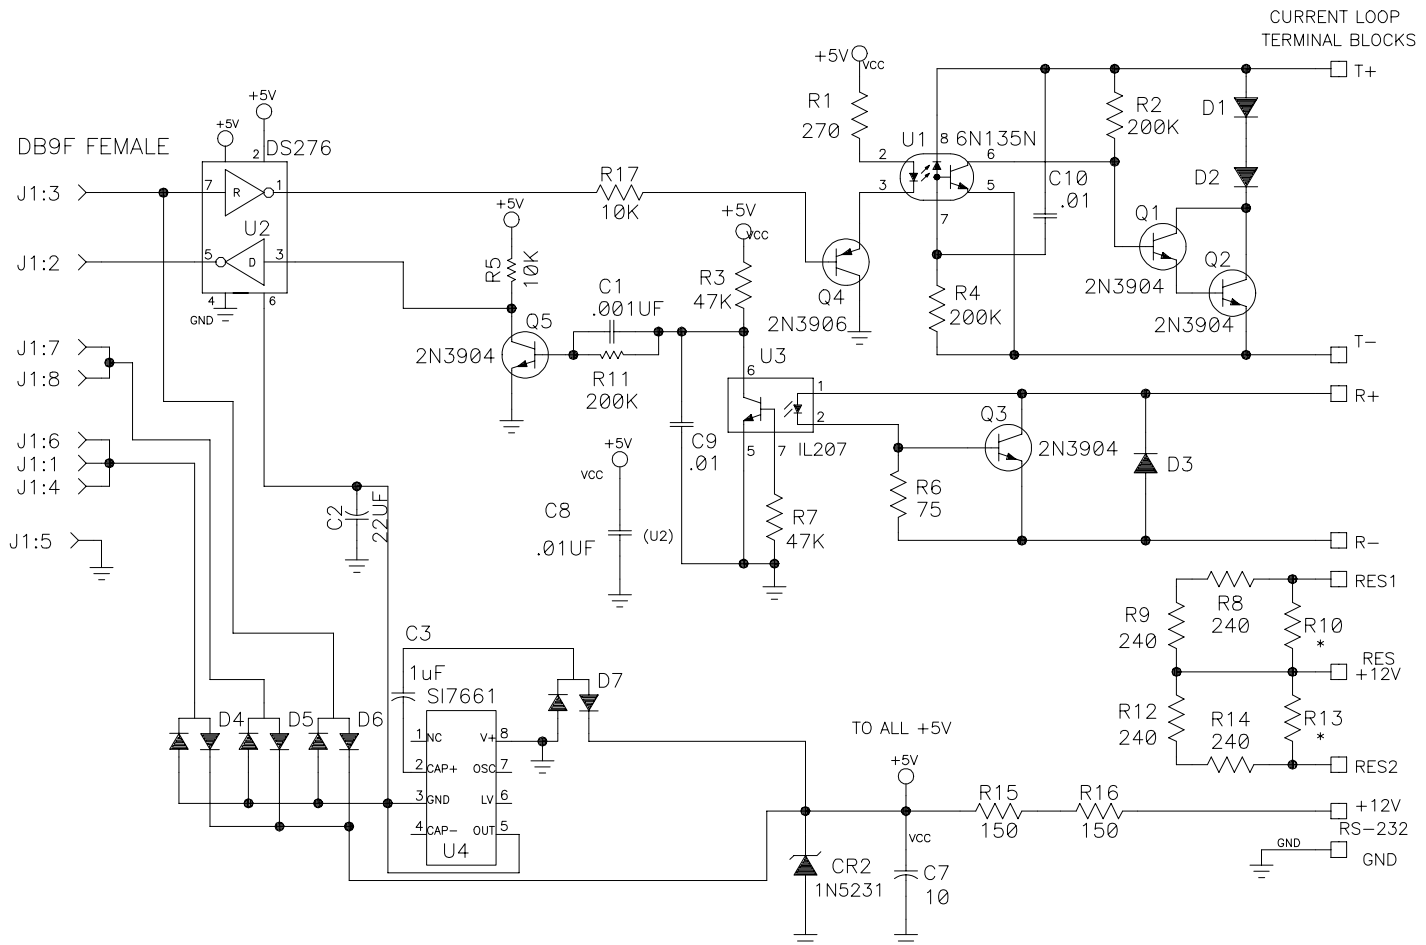 CURRENT LOOP
TERMINAL BLOCKS
T+
+5V
VCC
R1
270
U1
8
6N135N
2
3
6
5
7
R2
200K
D1
D2
C10
.01
Q1
2N3904
Q2
2N3904
R4
200K
T-
DB9F FEMALE
+5V
+5V
2
DS276
J1:3
7
R
1
U2
J1:2
5
D
3
4
6
GND
R17
10K
+5V
R5
10K
Q5
2N3904
C1
.001UF
R11
200K
+5V
VCC
R3
47K
Q4
2N3906
U3
6
1
2
5
7
IL207
C9
.01
R7
47K
R+
Q3
2N3904
D3
R6
75
R-
J1:7
J1:8
J1:6
J1:1
J1:4
J1:5
C2
22UF
+5V
VCC
C8
.01UF
(U2)
RES1
R8
240
R9
240
R10
*
RES
+12V
R12
240
R14
240
R13
*
RES2
C3
1uF
SI7661
D7
D4
D5
D6
1
NC
V+
8
2
CAP+
OSC
7
3
GND
LV
6
4
CAP-
OUT
5
U4
TO ALL +5V
+5V
VCC
R15
150
R16
150
+12V
RS-232
GND
GND
CR2
1N5231
C7
10